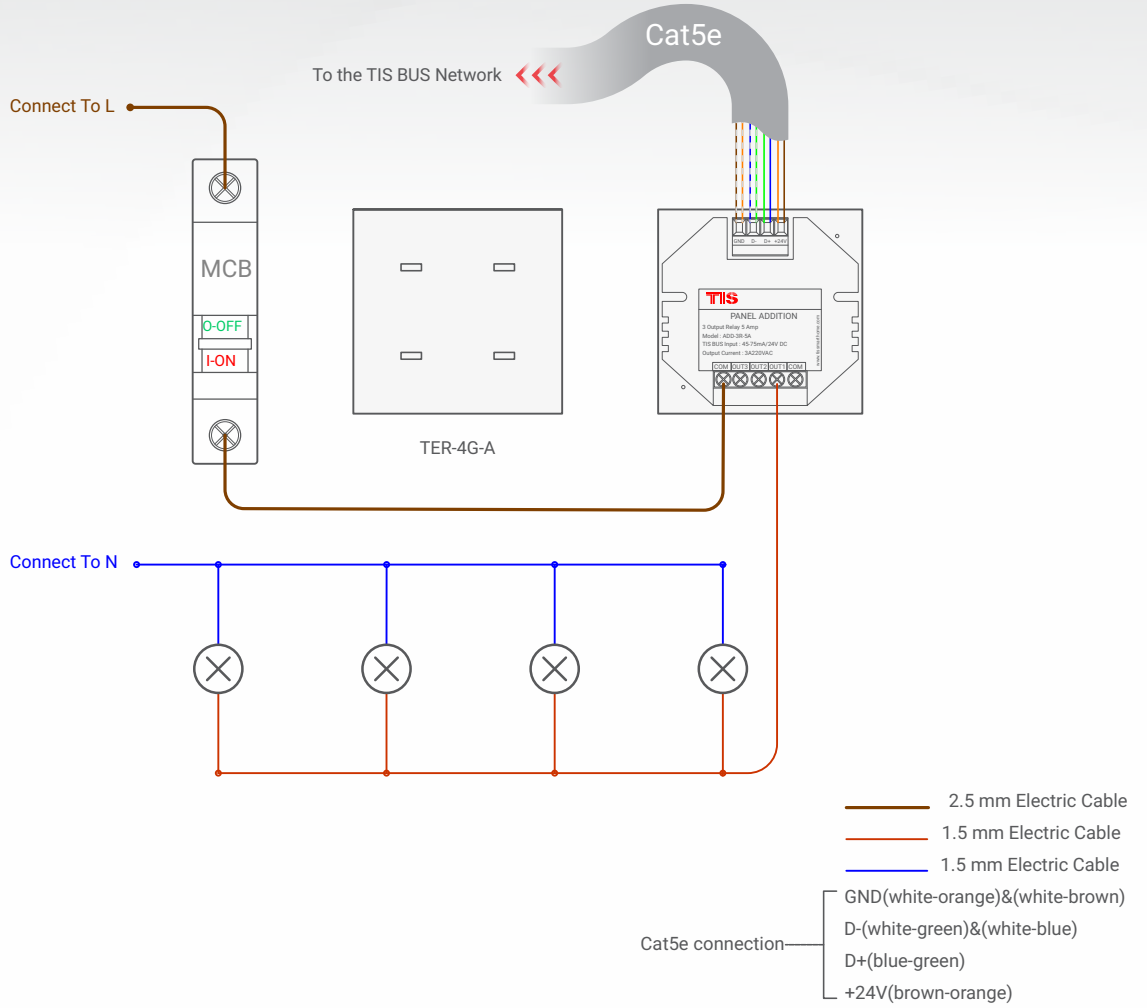 Cat5e
To the TIS BUS Network
Connect To L
MCB
O-OFF
I-ON
TER-4G-A
GND D- D+ +24V
TIS
PANEL ADDITION
3 Output Relay 5 Amp
Model : ADD-3R-5A
TIS BUS Input : 45-75mA/24V DC
Output Current : 3A220VAC
COM OUT3 OUT2 OUT1 COM
Connect To N
2.5 mm Electric Cable
1.5 mm Electric Cable
1.5 mm Electric Cable
Cat5e connection
GND(white-orange)&(white-brown)
D-(white-green)&(white-blue)
D+(blue-green)
+24V(brown-orange)